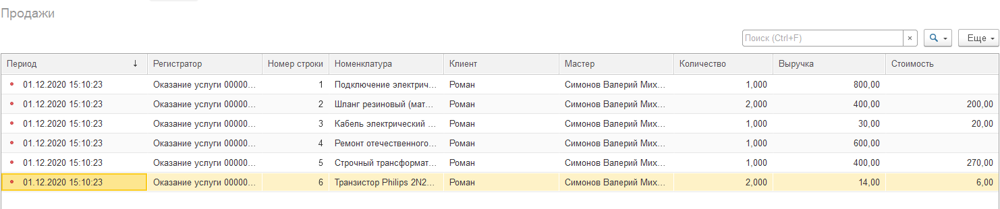 Продажи
Поиск (Ctrl+F) × Еще
Период ↓ Регистратор Номер строки Номенклатура Клиент Мастер Количество Выручка Стоимость
01.12.2020 15:10:23 Оказание услуги 00000... 1 Подключение электрич... Роман Симонов Валерий Мих... 1,000 800,00
01.12.2020 15:10:23 Оказание услуги 00000... 2 Шланг резиновый (мат... Роман Симонов Валерий Мих... 2,000 400,00 200,00
01.12.2020 15:10:23 Оказание услуги 00000... 3 Кабель электрический ... Роман Симонов Валерий Мих... 1,000 30,00 20,00
01.12.2020 15:10:23 Оказание услуги 00000... 4 Ремонт отечественного... Роман Симонов Валерий Мих... 1,000 600,00
01.12.2020 15:10:23 Оказание услуги 00000... 5 Строчный трансформат... Роман Симонов Валерий Мих... 1,000 400,00 270,00
01.12.2020 15:10:23 Оказание услуги 00000... 6 Транзистор Philips 2N2... Роман Симонов Валерий Мих... 2,000 14,00 6,00